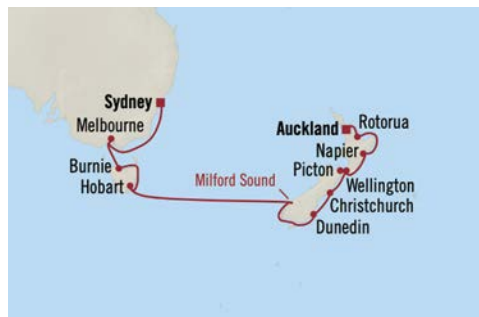 Sydney
Melbourne
Auckland
Rotorua
Napier
Burnie
Picton
Milford Sound
Hobart
Wellington
Christchurch
Dunedin